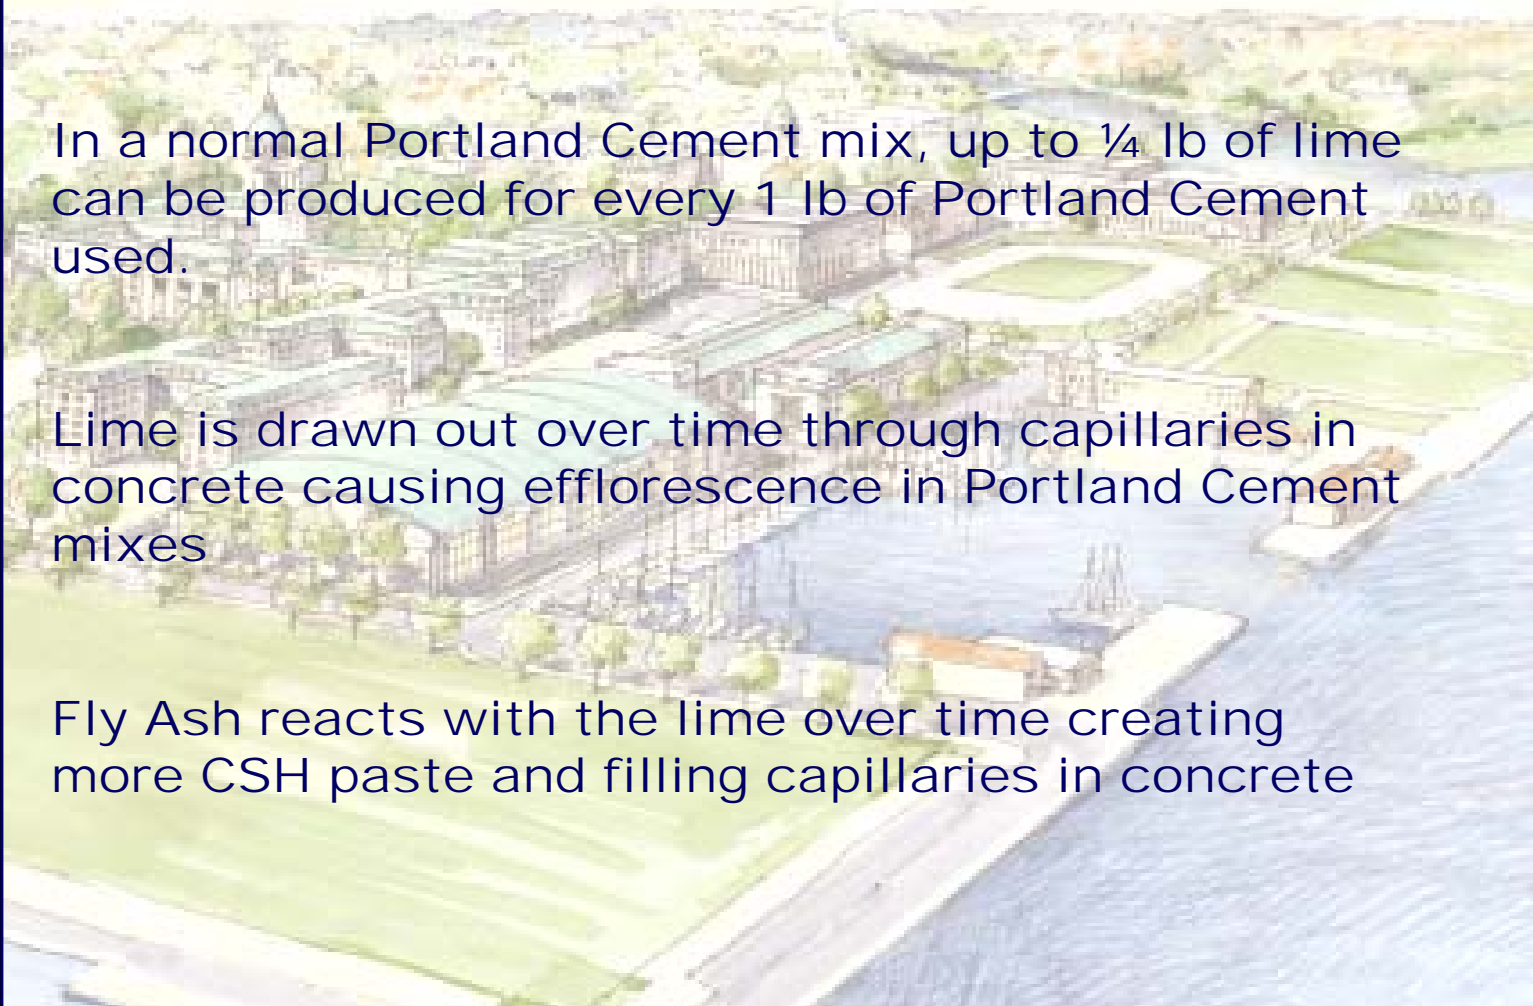 In a normal Portland Cement mix, up to ¼ lb of lime
can be produced for every 1 lb of Portland Cement
used.
Lime is drawn out over time through capillaries in
concrete causing efflorescence in Portland Cement
mixes
Fly Ash reacts with the lime over time creating
more CSH paste and filling capillaries in concrete